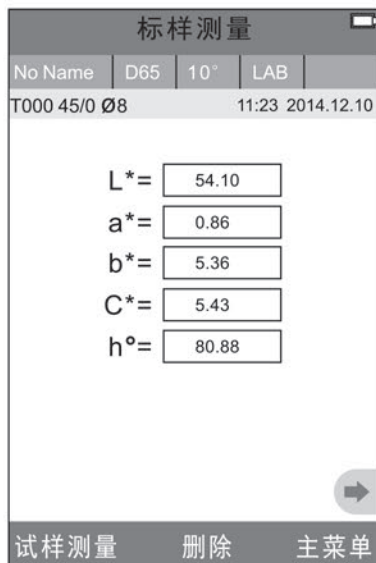 标样测量
No Name D65 10° LAB
T000 45/0 Ø8 11:23 2014.12.10
L*= 54.10
a*= 0.86
b*= 5.36
C*= 5.43
h°= 80.88
试样测量 删除 主菜单